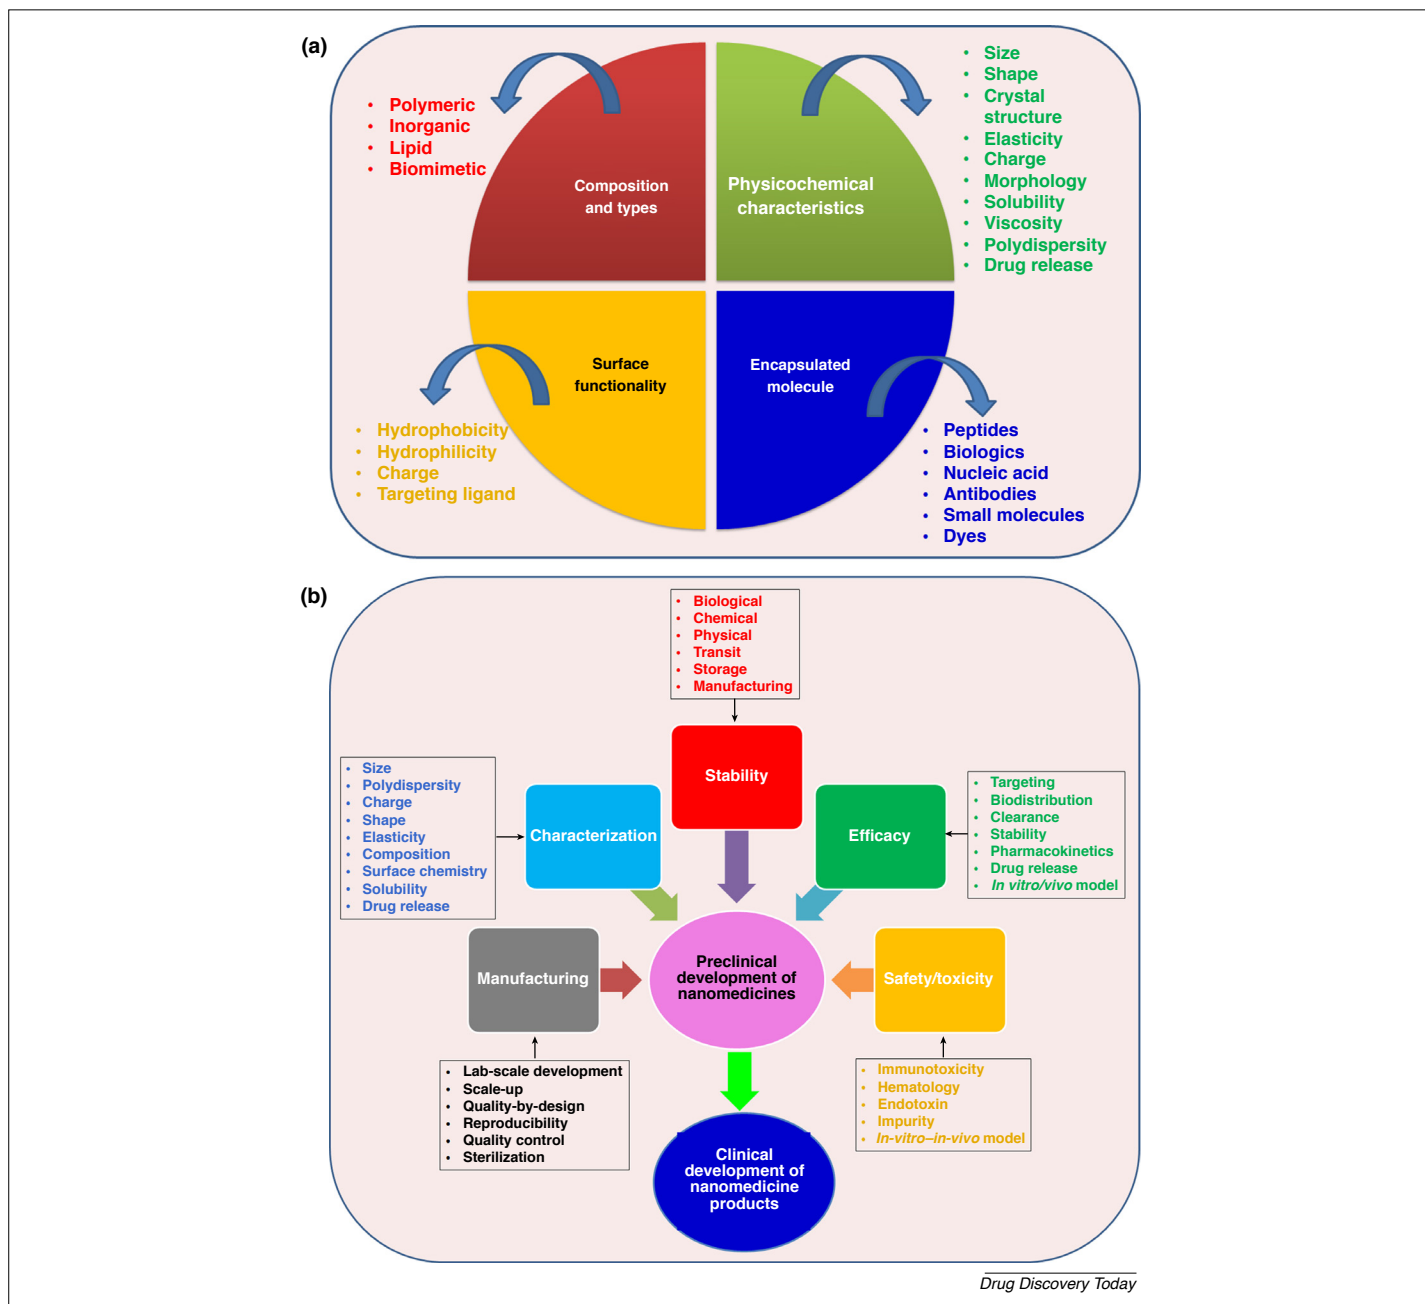 (a)
• Polymeric
• Inorganic
• Lipid
• Biomimetic
Composition
and types
Physicochemical
characteristics
• Size
• Shape
• Crystal
structure
• Elasticity
• Charge
• Morphology
• Solubility
• Viscosity
• Polydispersity
• Drug release
Surface
functionality
• Hydrophobicity
• Hydrophilicity
• Charge
• Targeting ligand
Encapsulated
molecule
• Peptides
• Biologics
• Nucleic acid
• Antibodies
• Small molecules
• Dyes
(b)
• Biological
• Chemical
• Physical
• Transit
• Storage
• Manufacturing
Stability
• Size
• Polydispersity
• Charge
• Shape
• Elasticity
• Composition
• Surface chemistry
• Solubility
• Drug release
Characterization
Efficacy
• Targeting
• Biodistribution
• Clearance
• Stability
• Pharmacokinetics
• Drug release
• In vitro/vivo model
Manufacturing
Preclinical
development of
nanomedicines
Safety/toxicity
• Lab-scale development
• Scale-up
• Quality-by-design
• Reproducibility
• Quality control
• Sterilization
• Immunotoxicity
• Hematology
• Endotoxin
• Impurity
• In-vitro–in-vivo model
Clinical
development of
nanomedicine
products
Drug Discovery Today